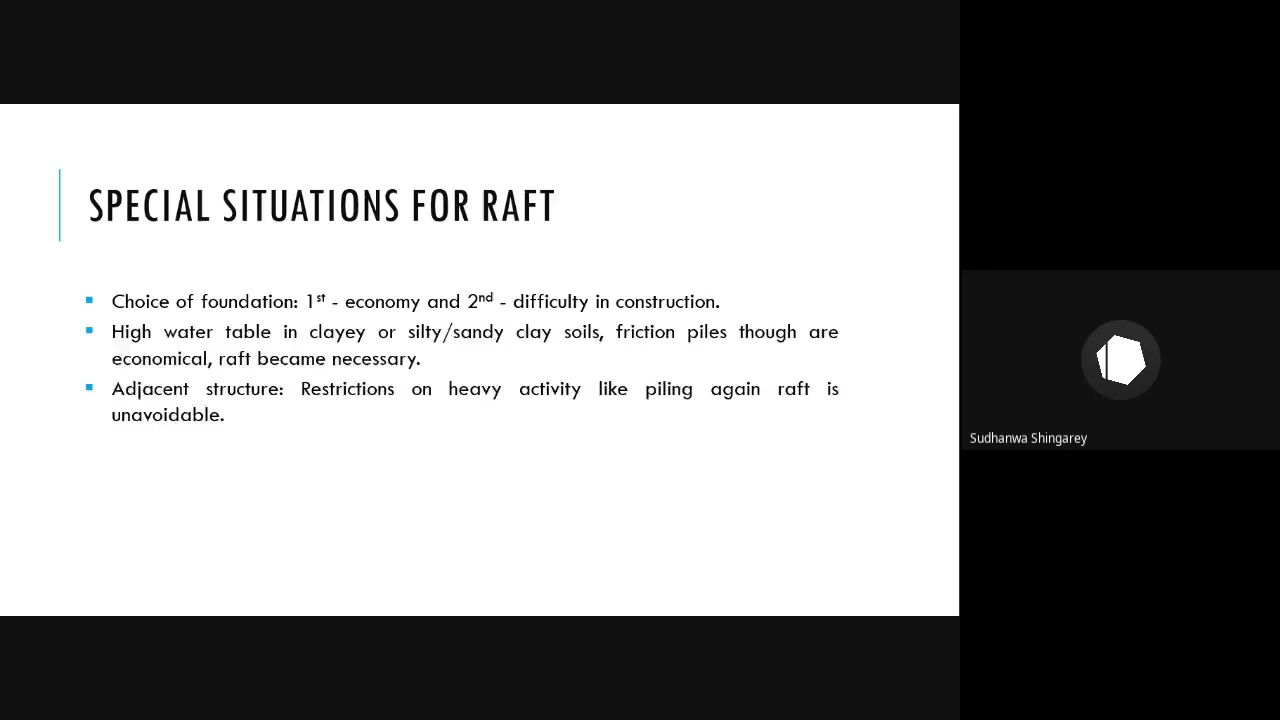 SPECIAL SITUATIONS FOR RAFT
Choice of foundation: 1st - economy and 2nd - difficulty in construction.
High water table in clayey or silty/sandy clay soils, friction piles though are
economical, raft became necessary.
Adjacent structure: Restrictions on heavy activity like piling again raft is
unavoidable.
Sudhanwa Shingarey